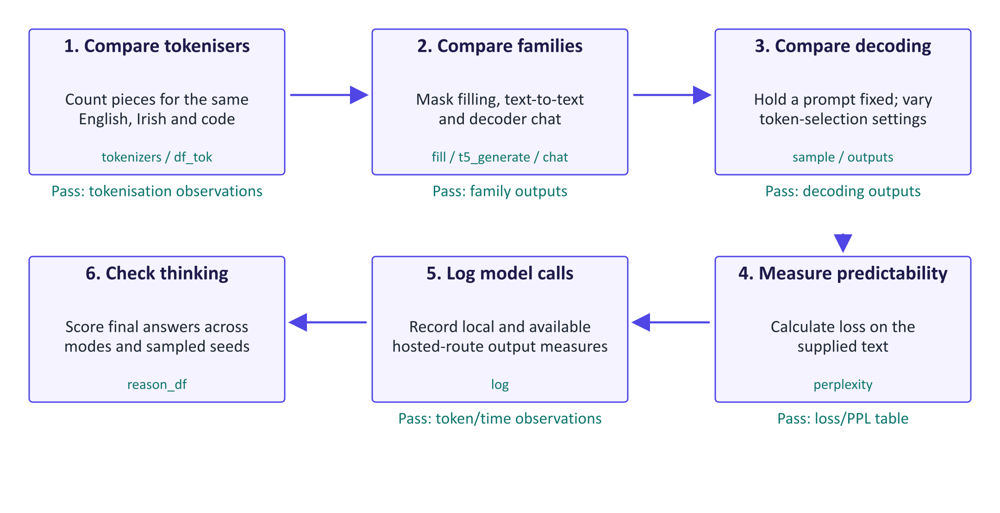 1. Compare tokenisers
Count pieces for the same
English, Irish and code
tokenizers / df_tok
Pass: tokenisation observations
2. Compare families
Mask filling, text-to-text
and decoder chat
fill / t5_generate / chat
Pass: family outputs
3. Compare decoding
Hold a prompt fixed; vary
token-selection settings
sample / outputs
Pass: decoding outputs
4. Measure predictability
Calculate loss on the
supplied text
perplexity
Pass: loss/PPL table
5. Log model calls
Record local and available
hosted-route output measures
log
Pass: token/time observations
6. Check thinking
Score final answers across
modes and sampled seeds
reason_df